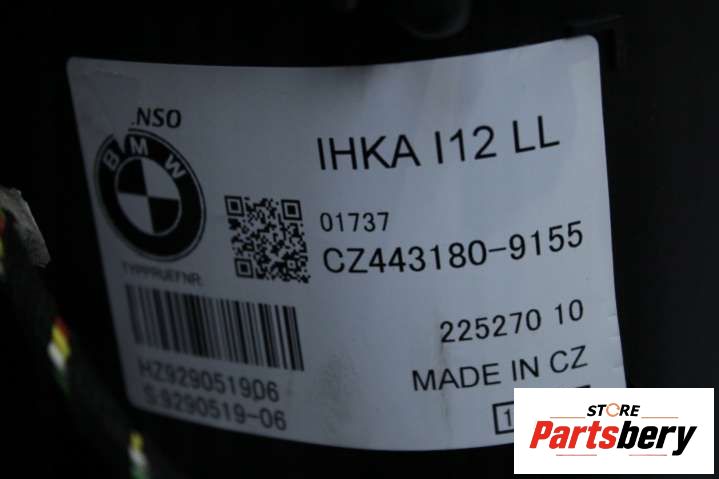 NSO
BMW
IHKA I12 LL
01737
CZ443180-9155
TYPPRUEFNR:
225270 10
HZ929051906
MADE IN CZ
S:9290519-06
STORE
Partsbery